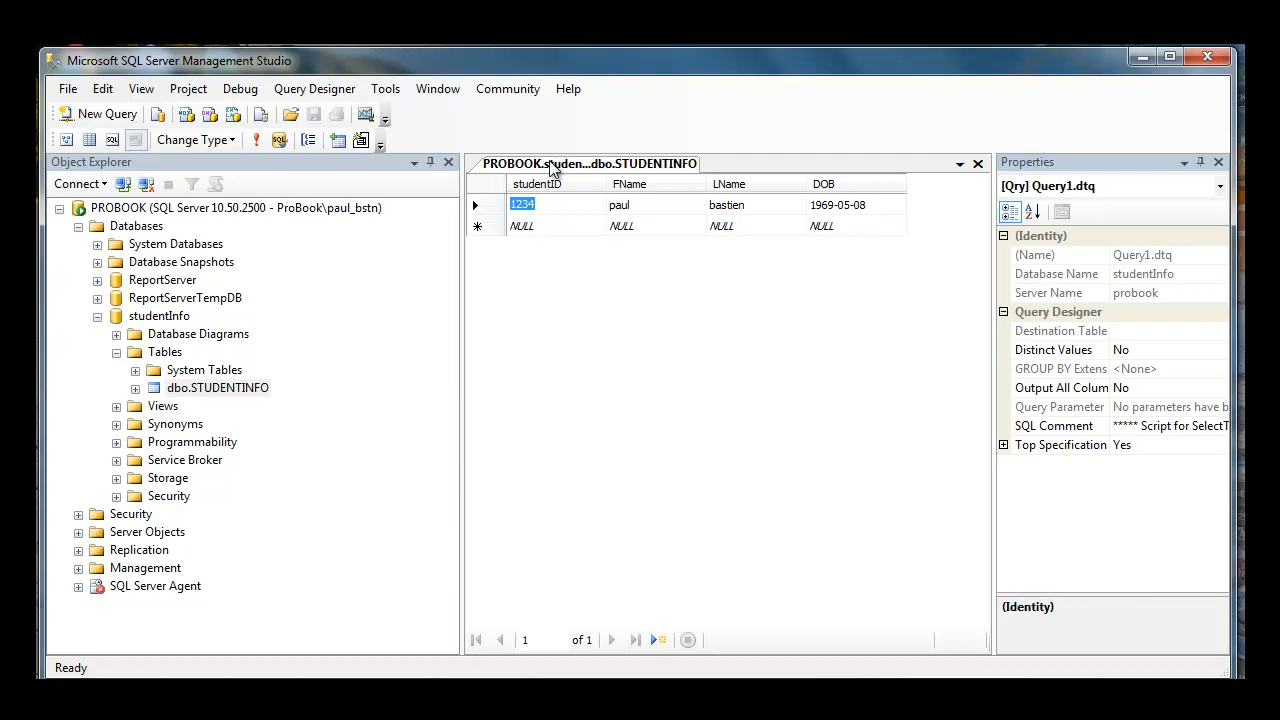 Microsoft SQL Server Management Studio
File Edit View Project Debug Query Designer Tools Window Community Help
New Query
Change Type
Object Explorer
Connect
PROBOOK (SQL Server 10.50.2500 - ProBook\paul_bstn)
Databases
System Databases
Database Snapshots
ReportServer
ReportServerTempDB
studentInfo
Database Diagrams
Tables
System Tables
dbo.STUDENTINFO
Views
Synonyms
Programmability
Service Broker
Storage
Security
Security
Server Objects
Replication
Management
SQL Server Agent
PROBOOK.studen...dbo.STUDENTINFO
studentID FName LName DOB
1234 paul bastien 1969-05-08
NULL NULL NULL NULL
1 of 1
Properties
[Qry] Query1.dtq
(Identity)
(Name) Query1.dtq
Database Name studentInfo
Server Name probook
Query Designer
Destination Table
Distinct Values No
GROUP BY Extens <None>
Output All Colum No
Query Parameter No parameters have b
SQL Comment ***** Script for SelectT
Top Specification Yes
(Identity)
Ready